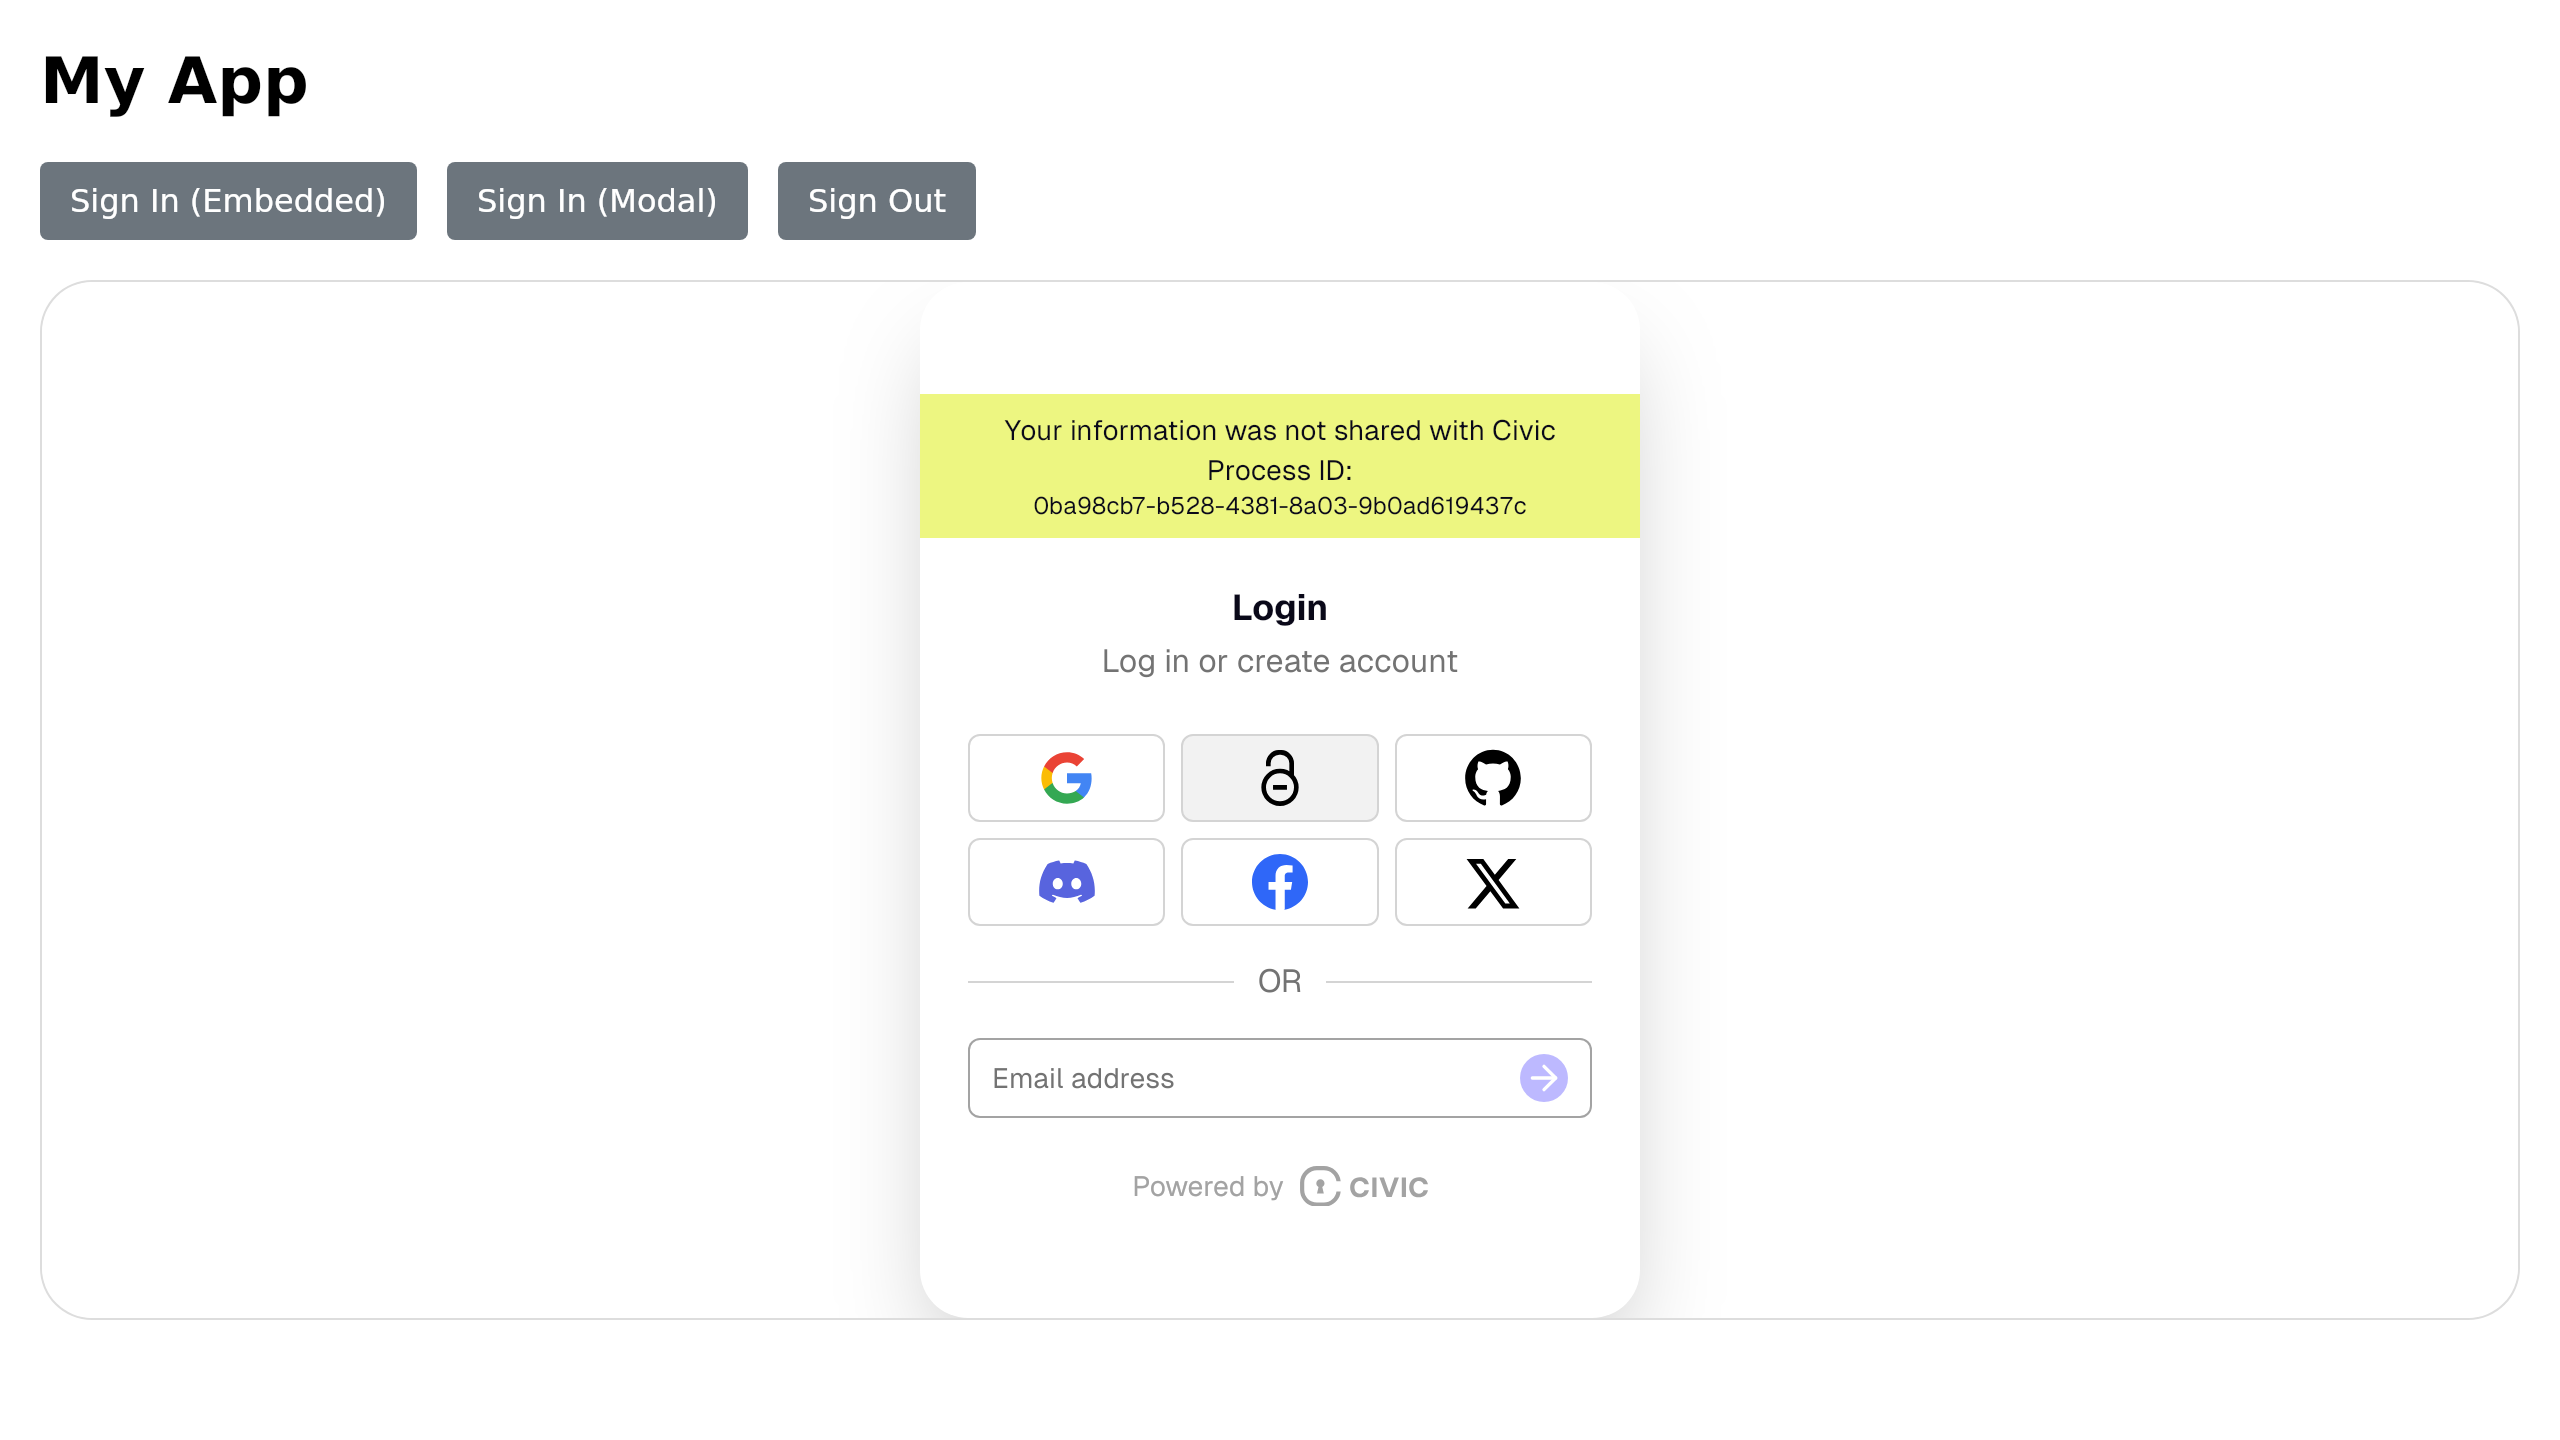 My App
Sign In (Embedded)
Sign In (Modal)
Sign Out
Your information was not shared with Civic
Process ID:
0ba98cb7-b528-4381-8a03-9b0ad619437c
Login
Log in or create account
OR
Email address
Powered by CIVIC